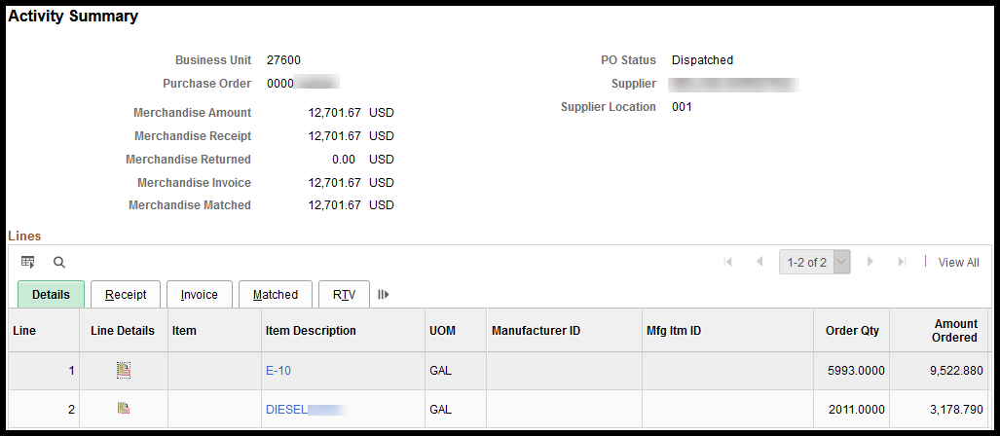 Activity Summary
Business Unit 27600 PO Status Dispatched
Purchase Order 0000 Supplier
Supplier Location 001
Merchandise Amount 12,701.67 USD
Merchandise Receipt 12,701.67 USD
Merchandise Returned 0.00 USD
Merchandise Invoice 12,701.67 USD
Merchandise Matched 12,701.67 USD
Lines
1-2 of 2 | View All
Details Receipt Invoice Matched RTV
Line Line Details Item Item Description UOM Manufacturer ID Mfg Itm ID Order Qty Amount Ordered
1 E-10 GAL 5993.0000 9,522.880
2 DIESEL GAL 2011.0000 3,178.790